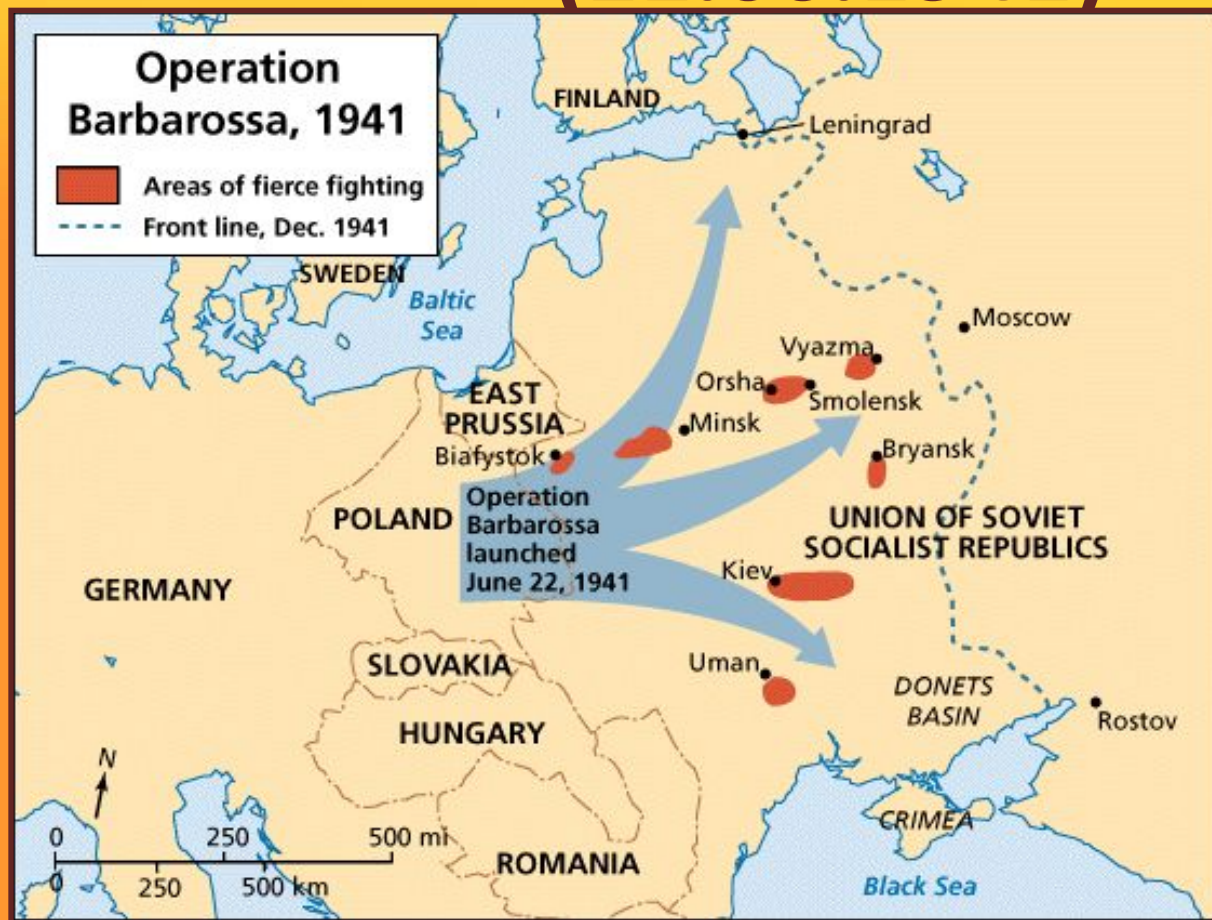 Operation
Barbarossa, 1941
Areas of fierce fighting
Front line, Dec. 1941
FINLAND
Leningrad
SWEDEN
Baltic
Sea
Moscow
Vyazma
Orsha
Smolensk
EAST
PRUSSIA
Minsk
Biafystok
Bryansk
Operation
Barbarossa
launched
June 22, 1941
POLAND
UNION OF SOVIET
SOCIALIST REPUBLICS
GERMANY
Kiev
SLOVAKIA
Uman
DONETS
BASIN
Rostov
HUNGARY
N
CRIMEA
0 250 500 mi
0 250 500 km
ROMANIA
Black Sea